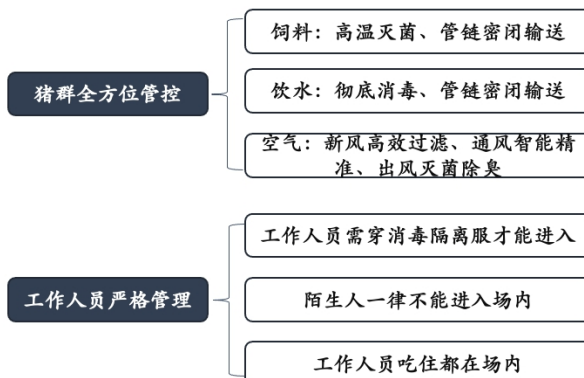 猪群全方位管控
饲料：高温灭菌、管链密闭输送
饮水：彻底消毒、管链密闭输送
空气：新风高效过滤、通风智能精
准、出风灭菌除臭
工作人员严格管理
工作人员需穿消毒隔离服才能进入
陌生人一律不能进入场内
工作人员吃住都在场内